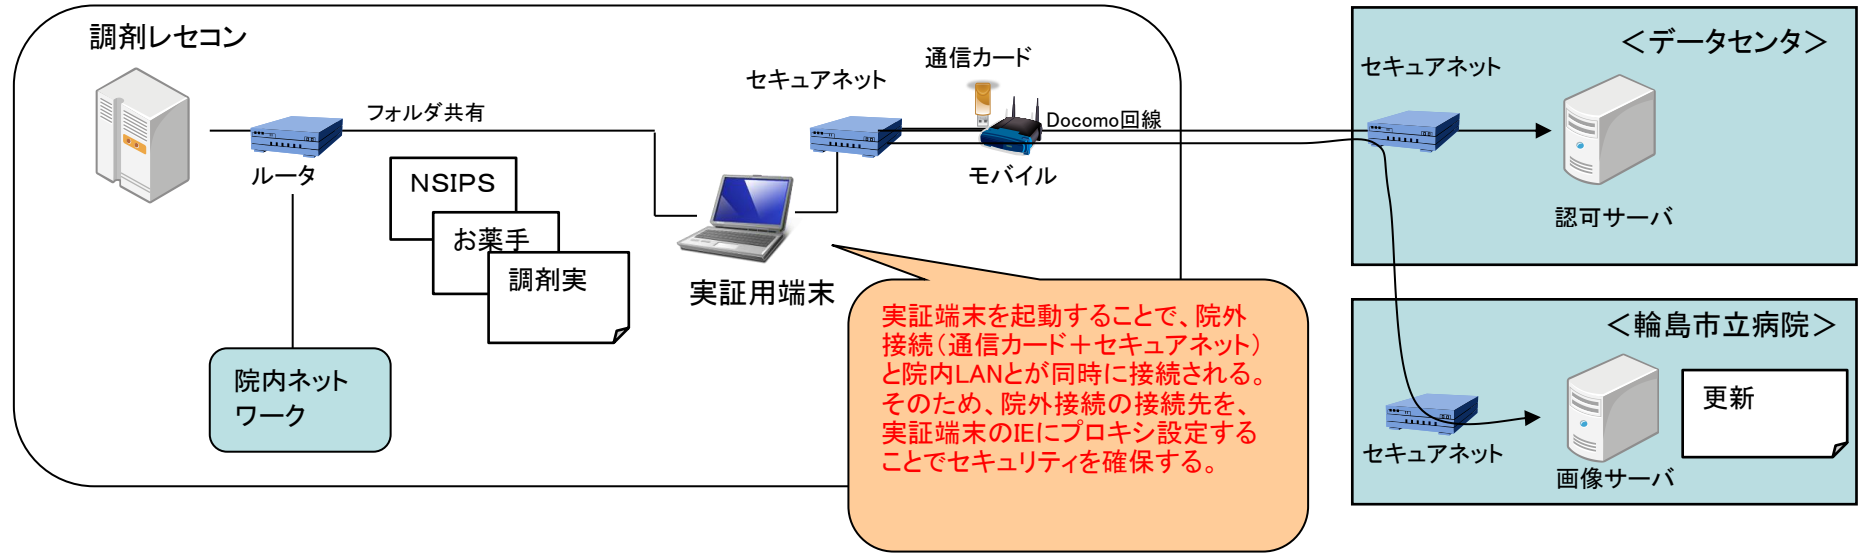 調剤レセコン
フォルダ共有
ルータ
NSIPS
お薬手
調剤実
院内ネット
ワーク
セキュアネット
通信カード
Docomo回線
モバイル
実証用端末
実証端末を起動することで、院外
接続(通信カード+セキュアネット)
と院内LANとが同時に接続される。
そのため、院外接続の接続先を、
実証端末のIEにプロキシ設定する
ことでセキュリティを確保する。
<データセンタ>
セキュアネット
認可サーバ
<輪島市立病院>
更新
セキュアネット
画像サーバ